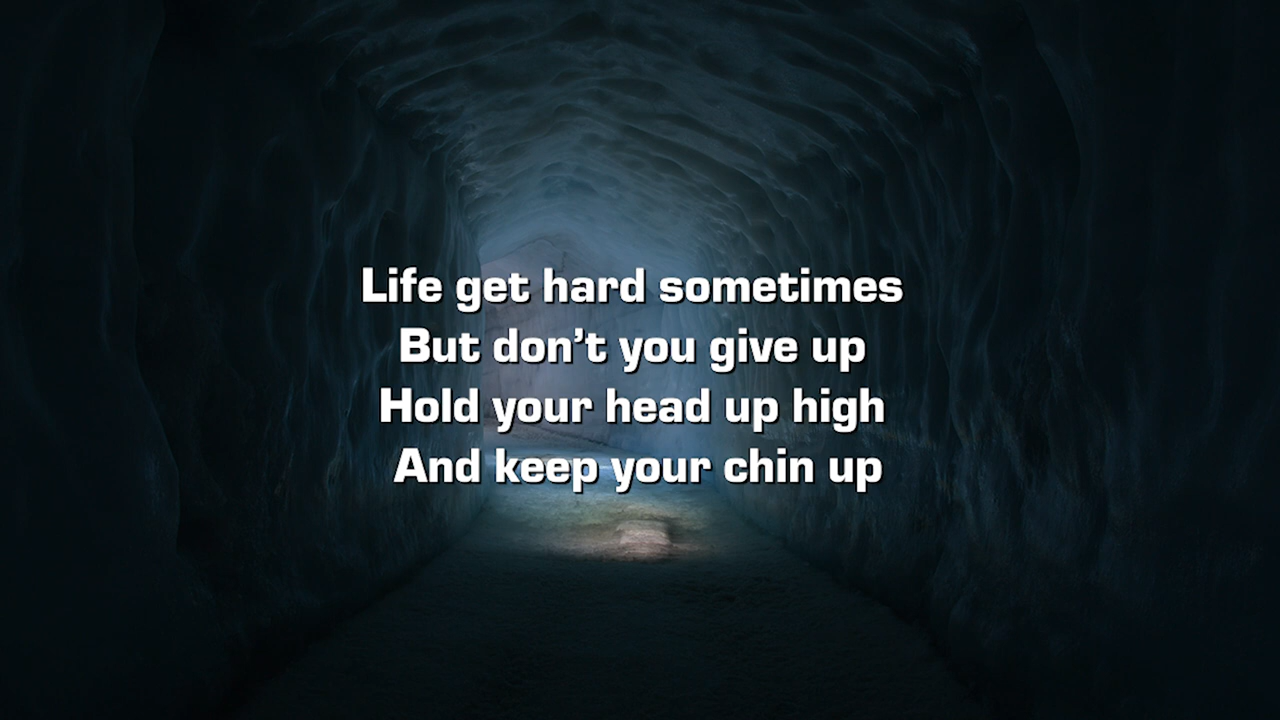 Life get hard sometimes
But don’t you give up
Hold your head up high
And keep your chin up